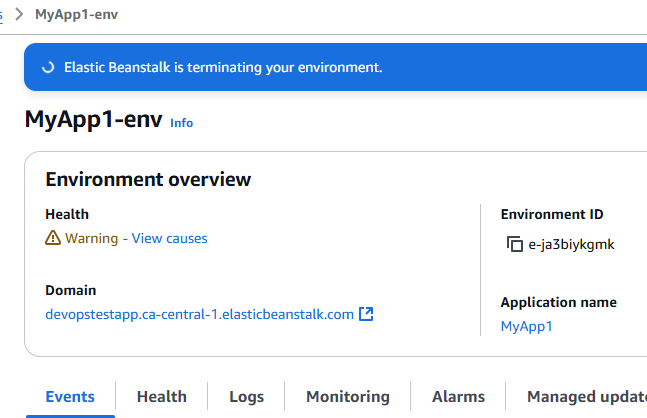 MyApp1-env
Elastic Beanstalk is terminating your environment.
MyApp1-env Info
Environment overview
Health
Warning - View causes
Environment ID
e-ja3biykgmk
Domain
devopstestapp.ca-central-1.elasticbeanstalk.com
Application name
MyApp1
Events Health Logs Monitoring Alarms Managed